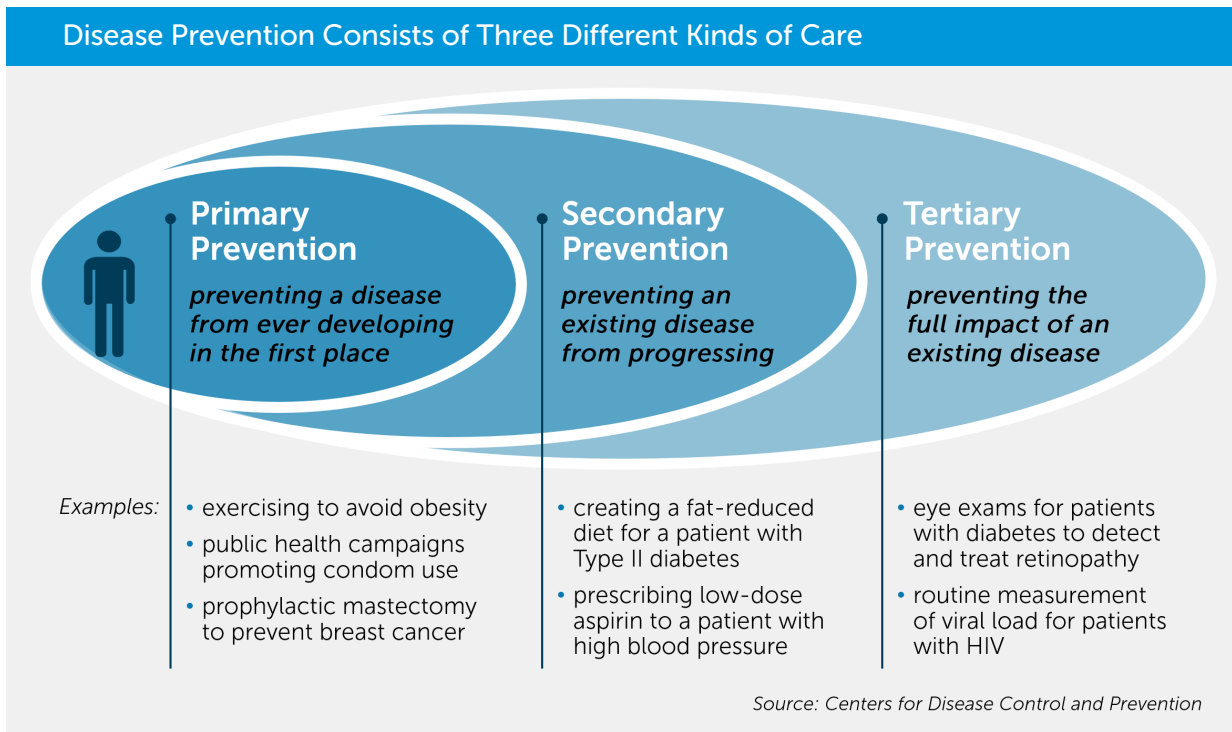 Disease Prevention Consists of Three Different Kinds of Care
Primary
Prevention
preventing a disease
from ever developing
in the first place
Secondary
Prevention
preventing an
existing disease
from progressing
Tertiary
Prevention
preventing the
full impact of an
existing disease
Examples:
• exercising to avoid obesity
• public health campaigns
promoting condom use
• prophylactic mastectomy
to prevent breast cancer
• creating a fat-reduced
diet for a patient with
Type II diabetes
• prescribing low-dose
aspirin to a patient with
high blood pressure
• eye exams for patients
with diabetes to detect
and treat retinopathy
• routine measurement
of viral load for patients
with HIV
Source: Centers for Disease Control and Prevention